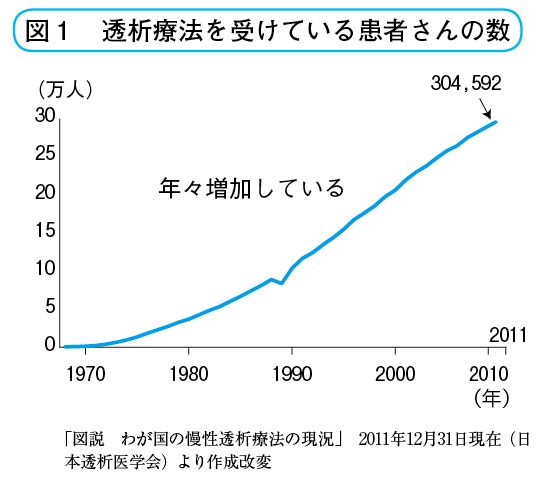 図1 透析療法を受けている患者さんの数
(万人)
304,592
30
25
年々増加している
20
15
10
5
0
2011
1970 1980 1990 2000 2010
(年)
「図説 わが国の慢性透析療法の現況」 2011年12月31日現在(日
本透析医学会)より作成改変